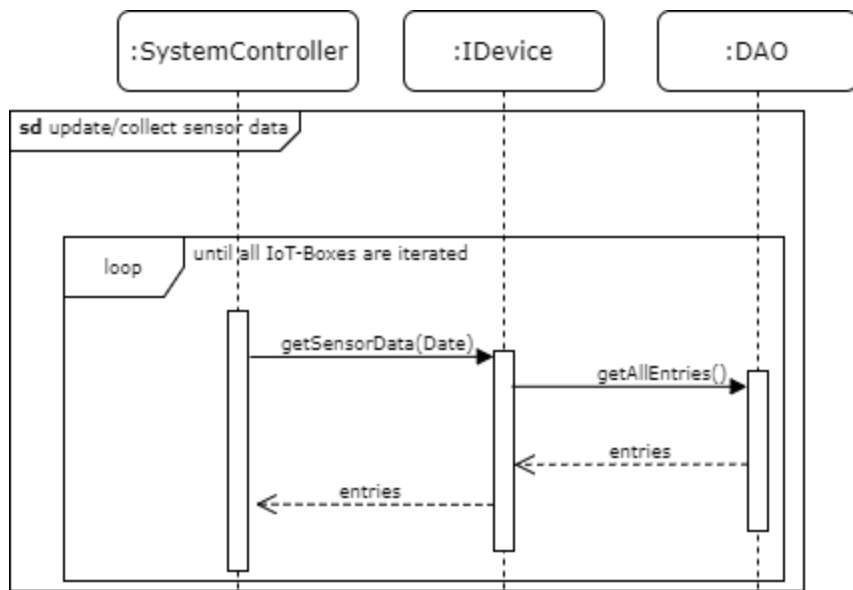 :SystemController
:IDevice
:DAO
sd update/collect sensor data
loop
until all IoT-Boxes are iterated
getSensorData(Date)
getAllEntries()
entries
entries